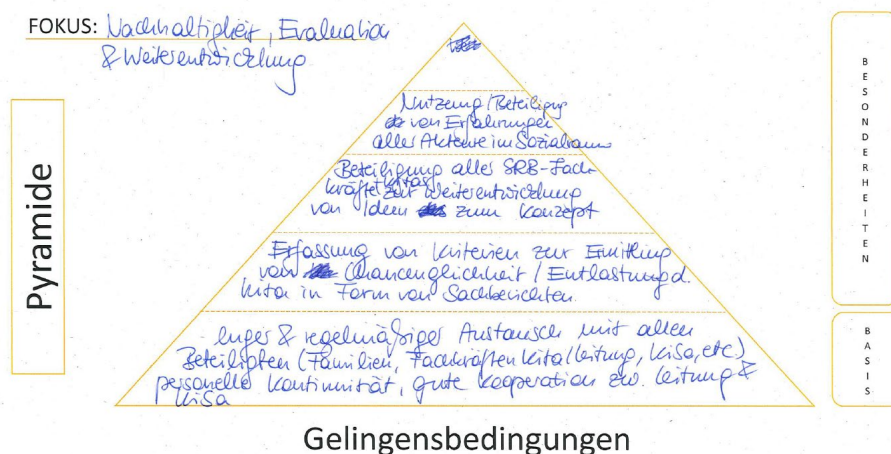 FOKUS: Nachhaltigkeit, Evaluation
& Weiterentwicklung
Pyramide
Nutzung / Beteiligung
von Erfahrungen
aller Akteure im Sozialraum
Beteiligung aller SRB-Fach-
kräfte / Kitas zur Weiterentwicklung
von Ideen zum Konzept
Erfassung von Kriterien zur Ermittlung
von Chancengleichheit / Entlastung d.
Kita in Form von Sachberichten
enger & regelmäßiger Austausch mit allen
Beteiligten (Familien, Fachkräften Kita / Leitung, KiSa, etc.)
personelle Kontinuität, gute Kooperation zw. Leitung &
KiSa
Gelingensbedingungen
BESONDERHEITEN
BASIS